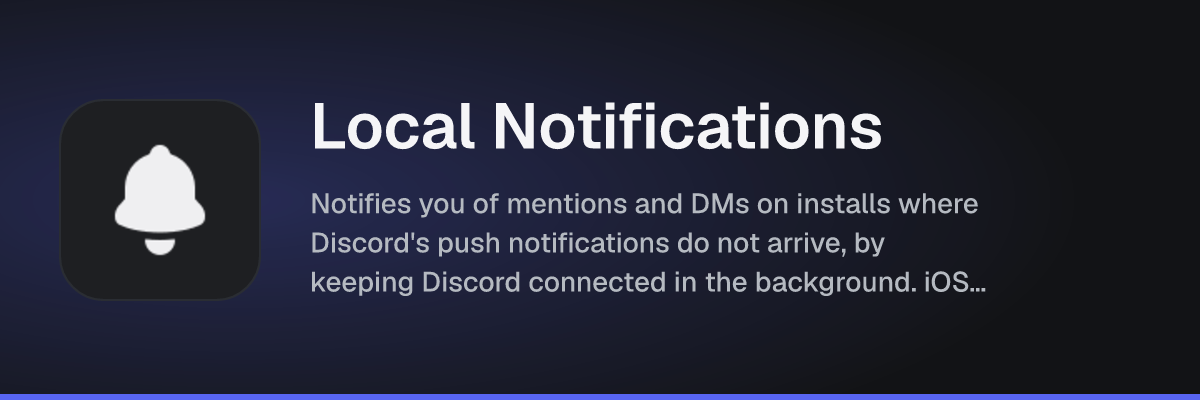 Local Notifications
Notifies you of mentions and DMs on installs where
Discord's push notifications do not arrive, by
keeping Discord connected in the background. iOS…